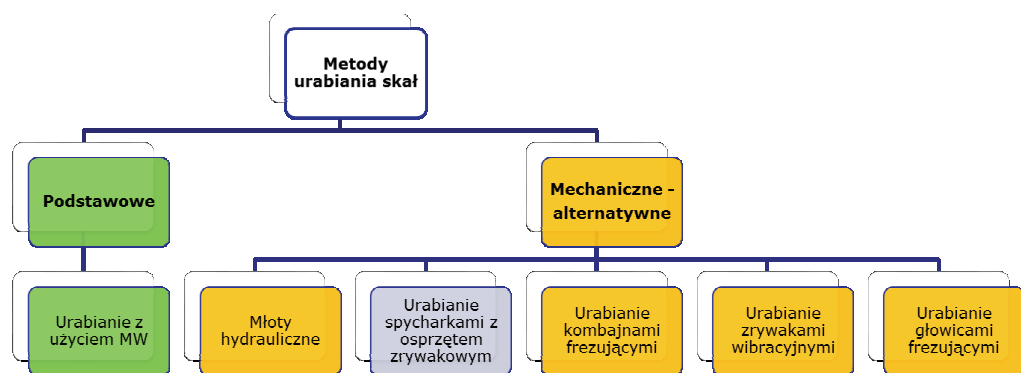 Metody
urabiania skał
Podstawowe
Mechaniczne -
alternatywne
Urabianie z
użyciem MW
Młoty
hydrauliczne
Urabianie
spycharkami z
osprzętem
zrywakowym
Urabianie
kombajnami
frezującymi
Urabianie
zrywakami
wibracyjnymi
Urabianie
głowicami
frezującymi